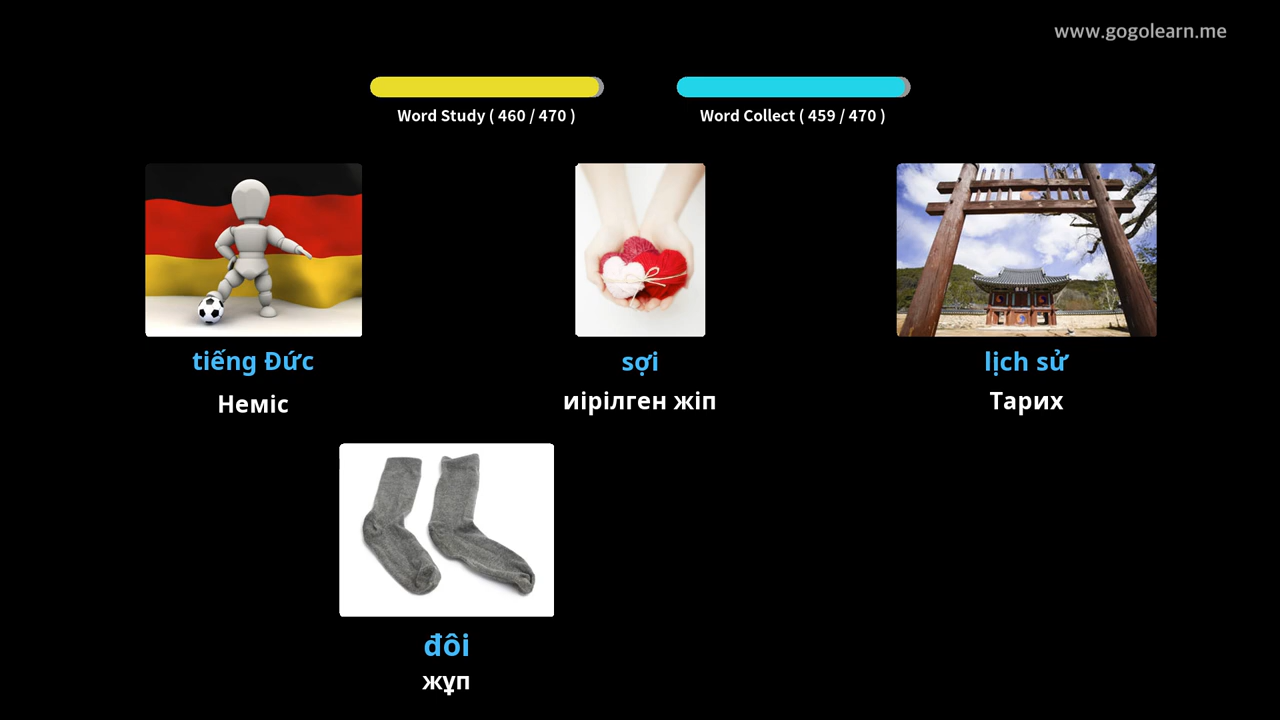 www.gogolearn.me
Word Study ( 460 / 470 )
Word Collect ( 459 / 470 )
tiếng Đức
Неміс
sợi
иірілген жіп
lịch sử
Тарих
đôi
жұп